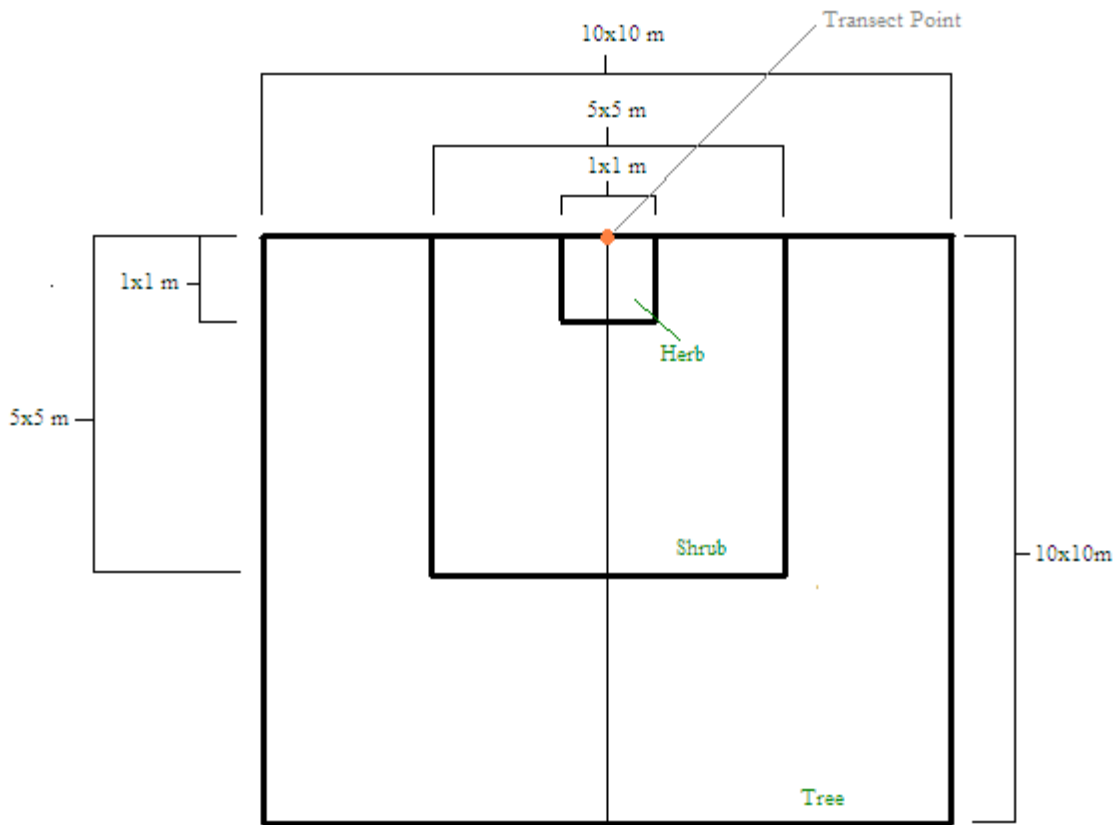 Transect Point
10x10 m
5x5 m
1x1 m
1x1 m
Herb
5x5 m
Shrub
10x10m
Tree